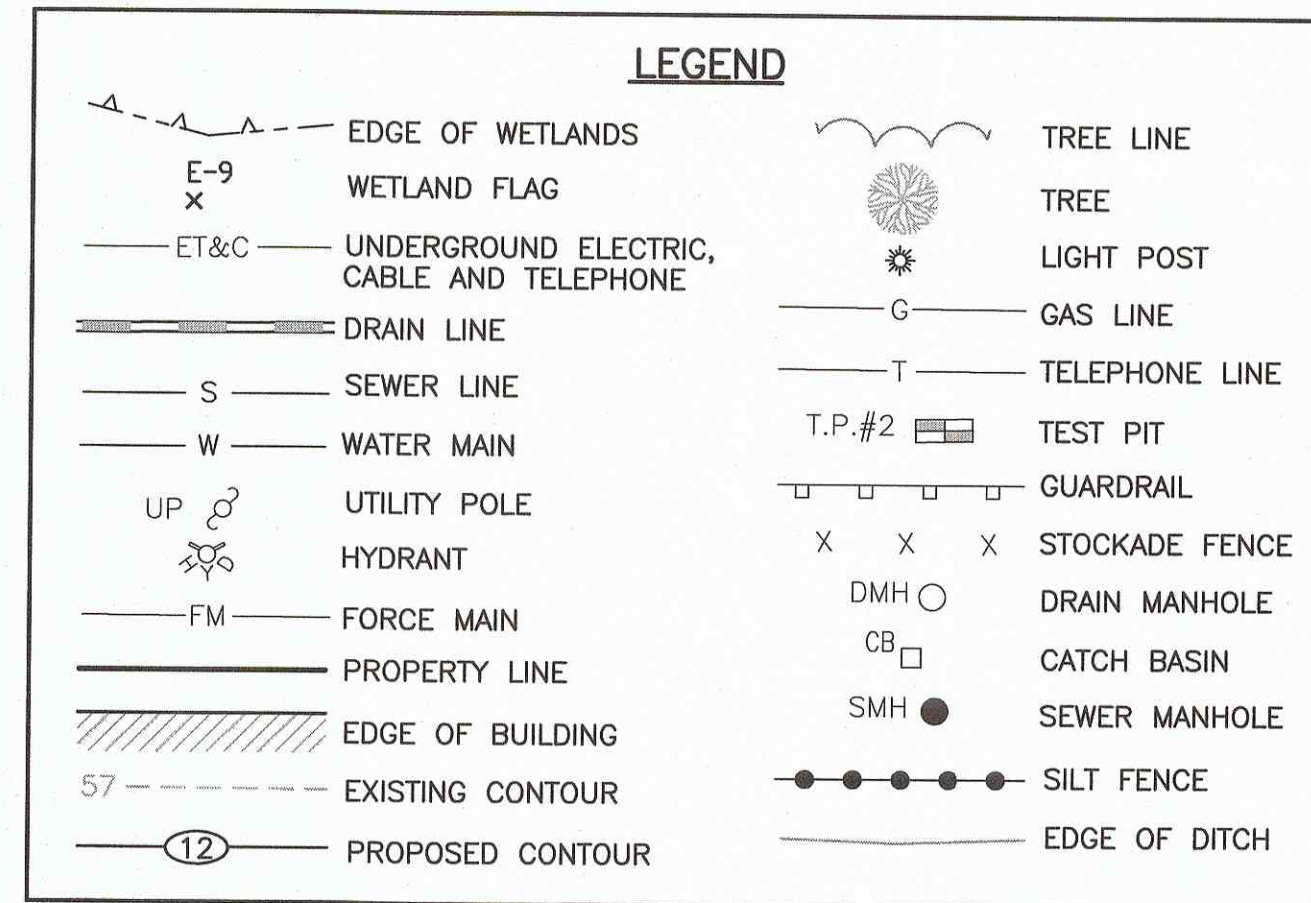 LEGEND
EDGE OF WETLANDS
E-9
X
WETLAND FLAG
ET&C UNDERGROUND ELECTRIC,
CABLE AND TELEPHONE
DRAIN LINE
S SEWER LINE
W WATER MAIN
UP UTILITY POLE
HYD HYDRANT
FM FORCE MAIN
PROPERTY LINE
EDGE OF BUILDING
57 EXISTING CONTOUR
12 PROPOSED CONTOUR
TREE LINE
TREE
LIGHT POST
G GAS LINE
T TELEPHONE LINE
T.P.#2 TEST PIT
GUARDRAIL
X X X STOCKADE FENCE
DMH DRAIN MANHOLE
CB CATCH BASIN
SMH SEWER MANHOLE
SILT FENCE
EDGE OF DITCH